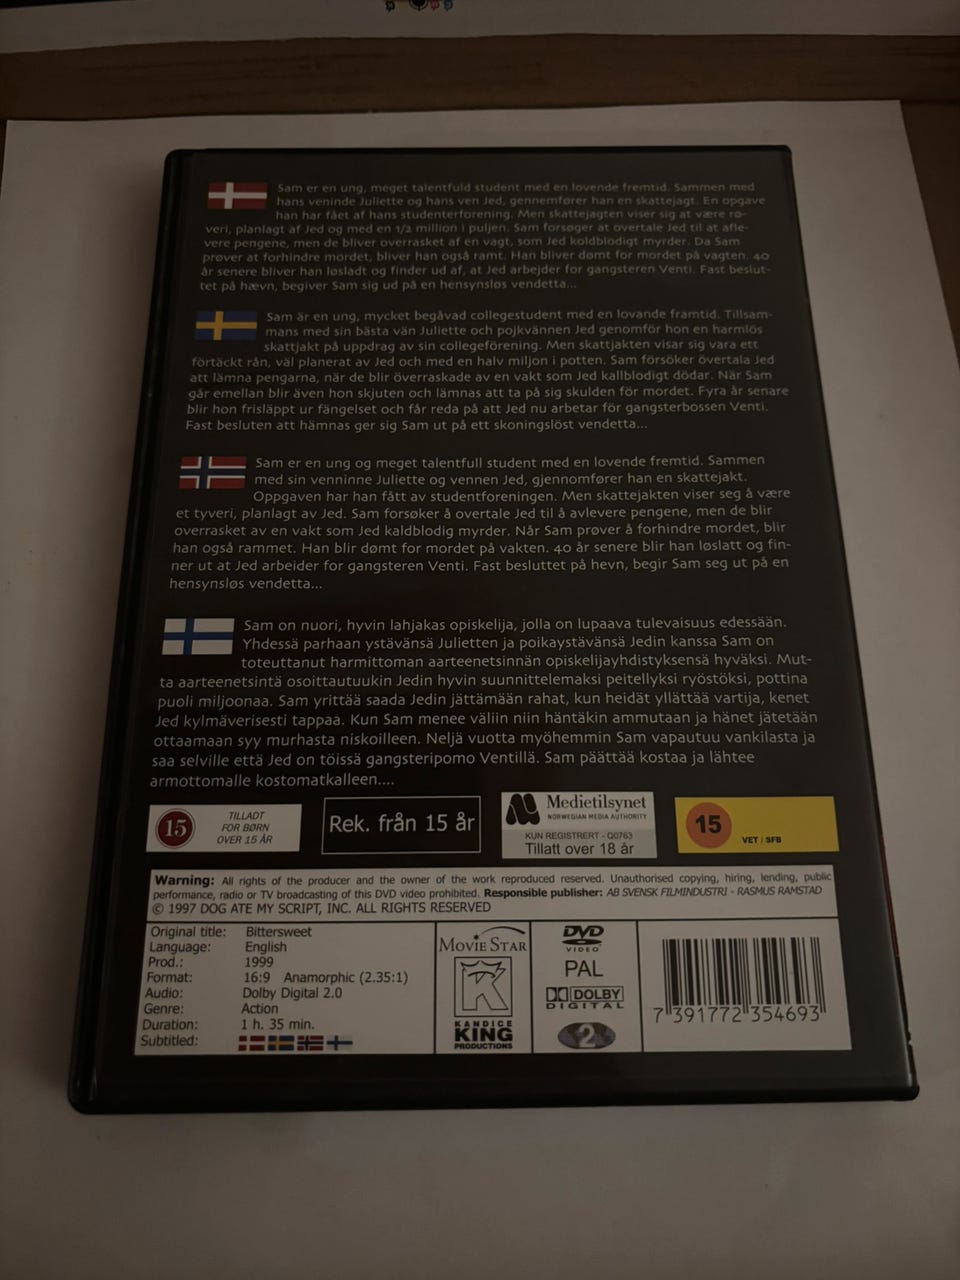 Sam er en ung, meget talentfuld student med en lovende fremtid. Sammen med
hans veninde Juliette og hans ven Jed, gennemfører han en skattejagt. En opgave
han har fået af hans studenterforening. Men skattejagten viser sig at være rø-
veri, planlagt af Jed og med en 1/2 million i puljen. Sam forsøger at overtale Jed til at afle-
vere pengene, men de bliver overrasket af en vagt, som Jed koldblodigt myrder. Da Sam
prøver at forhindre mordet, bliver han også ramt. Han bliver dømt for mordet på vagten. 40
år senere bliver han løsladt og finder ud af, at Jed arbejder for gangsteren Venti. Fast beslut-
tet på hævn, begiver Sam sig ud på en hensynsløs vendetta...
Sam är en ung, mycket begåvad collegestudent med en lovande framtid. Tillsam-
mans med sin bästa vän Juliette och pojkvännen Jed genomför hon en harmlös
skattjakt på uppdrag av sin collegeförening. Men skattjakten visar sig vara ett
förtäckt rån, väl planerat av Jed och med en halv miljon i potten. Sam försöker övertala Jed
att lämna pengarna, när de blir överraskade av en vakt som Jed kallblodigt dödar. När Sam
går emellan blir även hon skjuten och lämnas att ta på sig skulden för mordet. Fyra år senare
blir hon frisläppt ur fängelset och får reda på att Jed nu arbetar för gangsterbossen Venti.
Fast besluten att hämnas ger sig Sam ut på ett skoningslöst vendetta...
Sam er en ung og meget talentfull student med en lovende fremtid. Sammen
med sin venninne Juliette og vennen Jed, gjennomfører han en skattejakt.
Oppgaven har han fått av studentforeningen. Men skattejakten viser seg å være
et tyveri, planlagt av Jed. Sam forsøker å overtale Jed til å avlevere pengene, men de blir
overrasket av en vakt som Jed kaldblodig myrder. Når Sam prøver å forhindre mordet, blir
han også rammet. Han blir dømt for mordet på vakten. 40 år senere blir han løslatt og fin-
ner ut at Jed arbeider for gangsteren Venti. Fast besluttet på hevn, begir Sam seg ut på en
hensynsløs vendetta...
Sam on nuori, hyvin lahjakas opiskelija, jolla on lupaava tulevaisuus edessään.
Yhdessä parhaan ystävänsä Julietten ja poikaystävänsä Jedin kanssa Sam on
toteuttanut harmittoman aarteenetsinnän opiskelijayhdistyksensä hyväksi. Mut-
ta aarteenetsintä osoittautuukin Jedin hyvin suunnittelemaksi peitellyksi ryöstöksi, pottina
puoli miljoonaa. Sam yrittää saada Jedin jättämään rahat, kun heidät yllättää vartija, kenet
Jed kylmäverisesti tappaa. Kun Sam menee väliin niin häntäkin ammutaan ja hänet jätetään
ottaamaan syy murhasta niskoilleen. Neljä vuotta myöhemmin Sam vapautuu vankilasta ja
saa selville että Jed on töissä gangsteripomo Ventillä. Sam päättää kostaa ja lähtee
armottomalle kostomatkalleen....
15
TILLADT
FOR BØRN
OVER 15 ÅR
Rek. från 15 år
Medietilsynet
NORWEGIAN MEDIA AUTHORITY
KUN REGISTRERT - Q0763
Tillatt over 18 år
15
VET / SFB
Warning: All rights of the producer and the owner of the work reproduced reserved. Unauthorised copying, hiring, lending, public
performance, radio or TV broadcasting of this DVD video prohibited. Responsible publisher: AB SVENSK FILMINDUSTRI - RASMUS RAMSTAD
© 1997 DOG ATE MY SCRIPT, INC. ALL RIGHTS RESERVED
Original title: Bittersweet
Language: English
Prod.: 1999
Format: 16:9 Anamorphic (2.35:1)
Audio: Dolby Digital 2.0
Genre: Action
Duration: 1 h. 35 min.
Subtitled:
MOVIE STAR
K
KANDICE
KING
PRODUCTIONS
DVD
VIDEO
PAL
DOLBY
DIGITAL
2
7 391772 354693